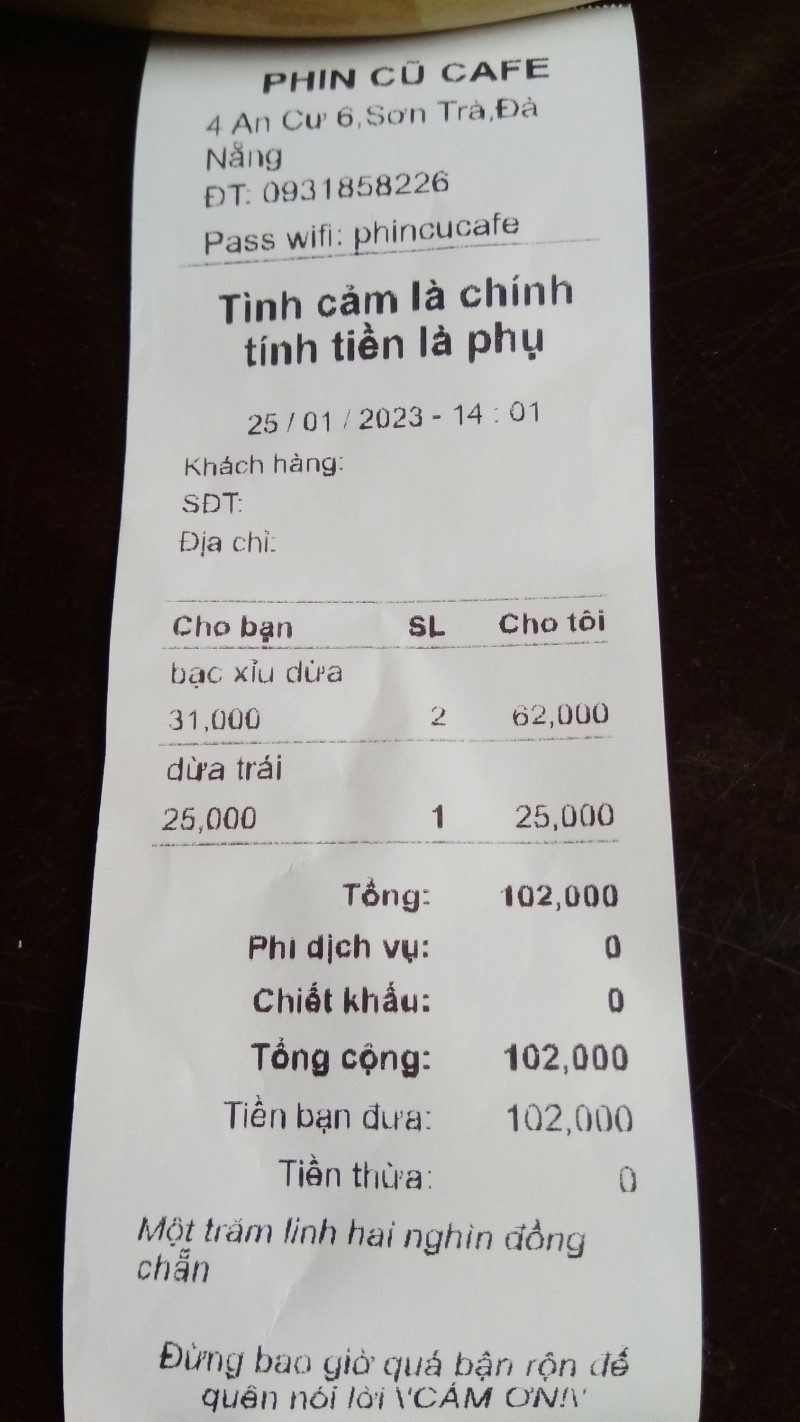 PHIN CŨ CAFE
4 An Cư 6,Sơn Trà,Đà
Nẵng
ĐT: 0931858226
Pass wifi: phincucafe
Tình cảm là chính
tính tiền là phụ
25 / 01 / 2023 - 14 : 01
Khách hàng:
SĐT:
Địa chỉ:
Cho bạn SL Cho tôi
bạc xỉu dừa
31,000 2 62,000
dừa trái
25,000 1 25,000
Tổng: 102,000
Phí dịch vụ: 0
Chiết khấu: 0
Tổng cộng: 102,000
Tiền bạn đưa: 102,000
Tiền thừa: 0
Một trăm linh hai nghìn đồng
chẵn
Đừng bao giờ quá bận rộn để
quên nói lời \'CÁM ƠN!\'